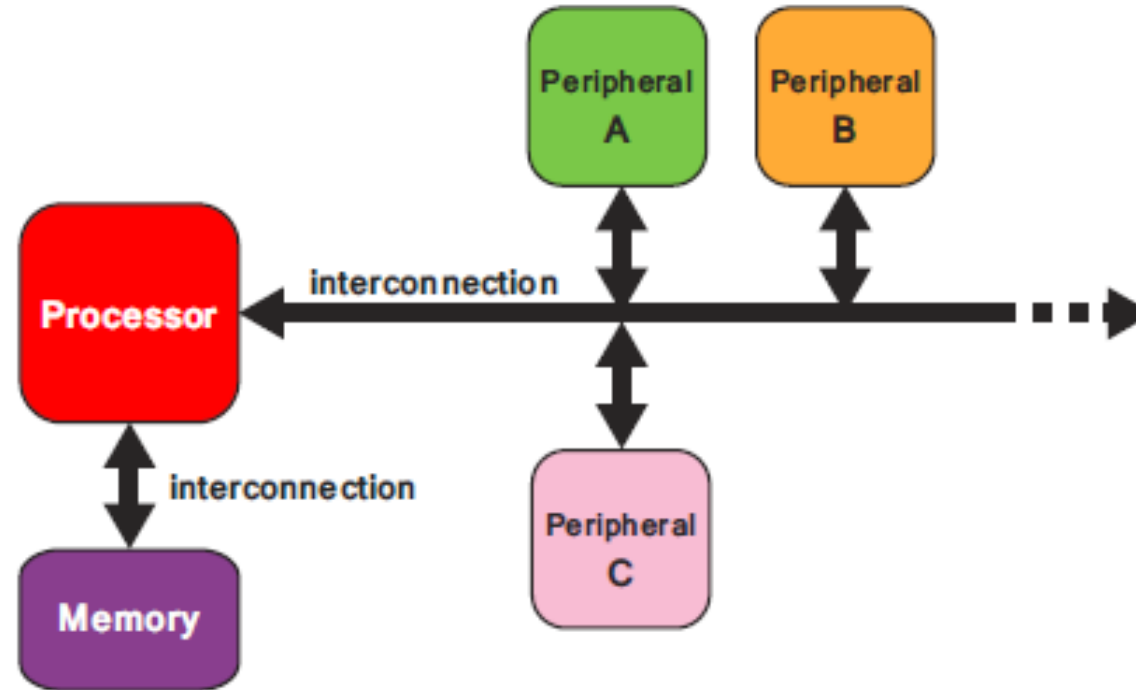 Peripheral
A
Peripheral
B
interconnection
Processor
interconnection
Memory
Peripheral
C